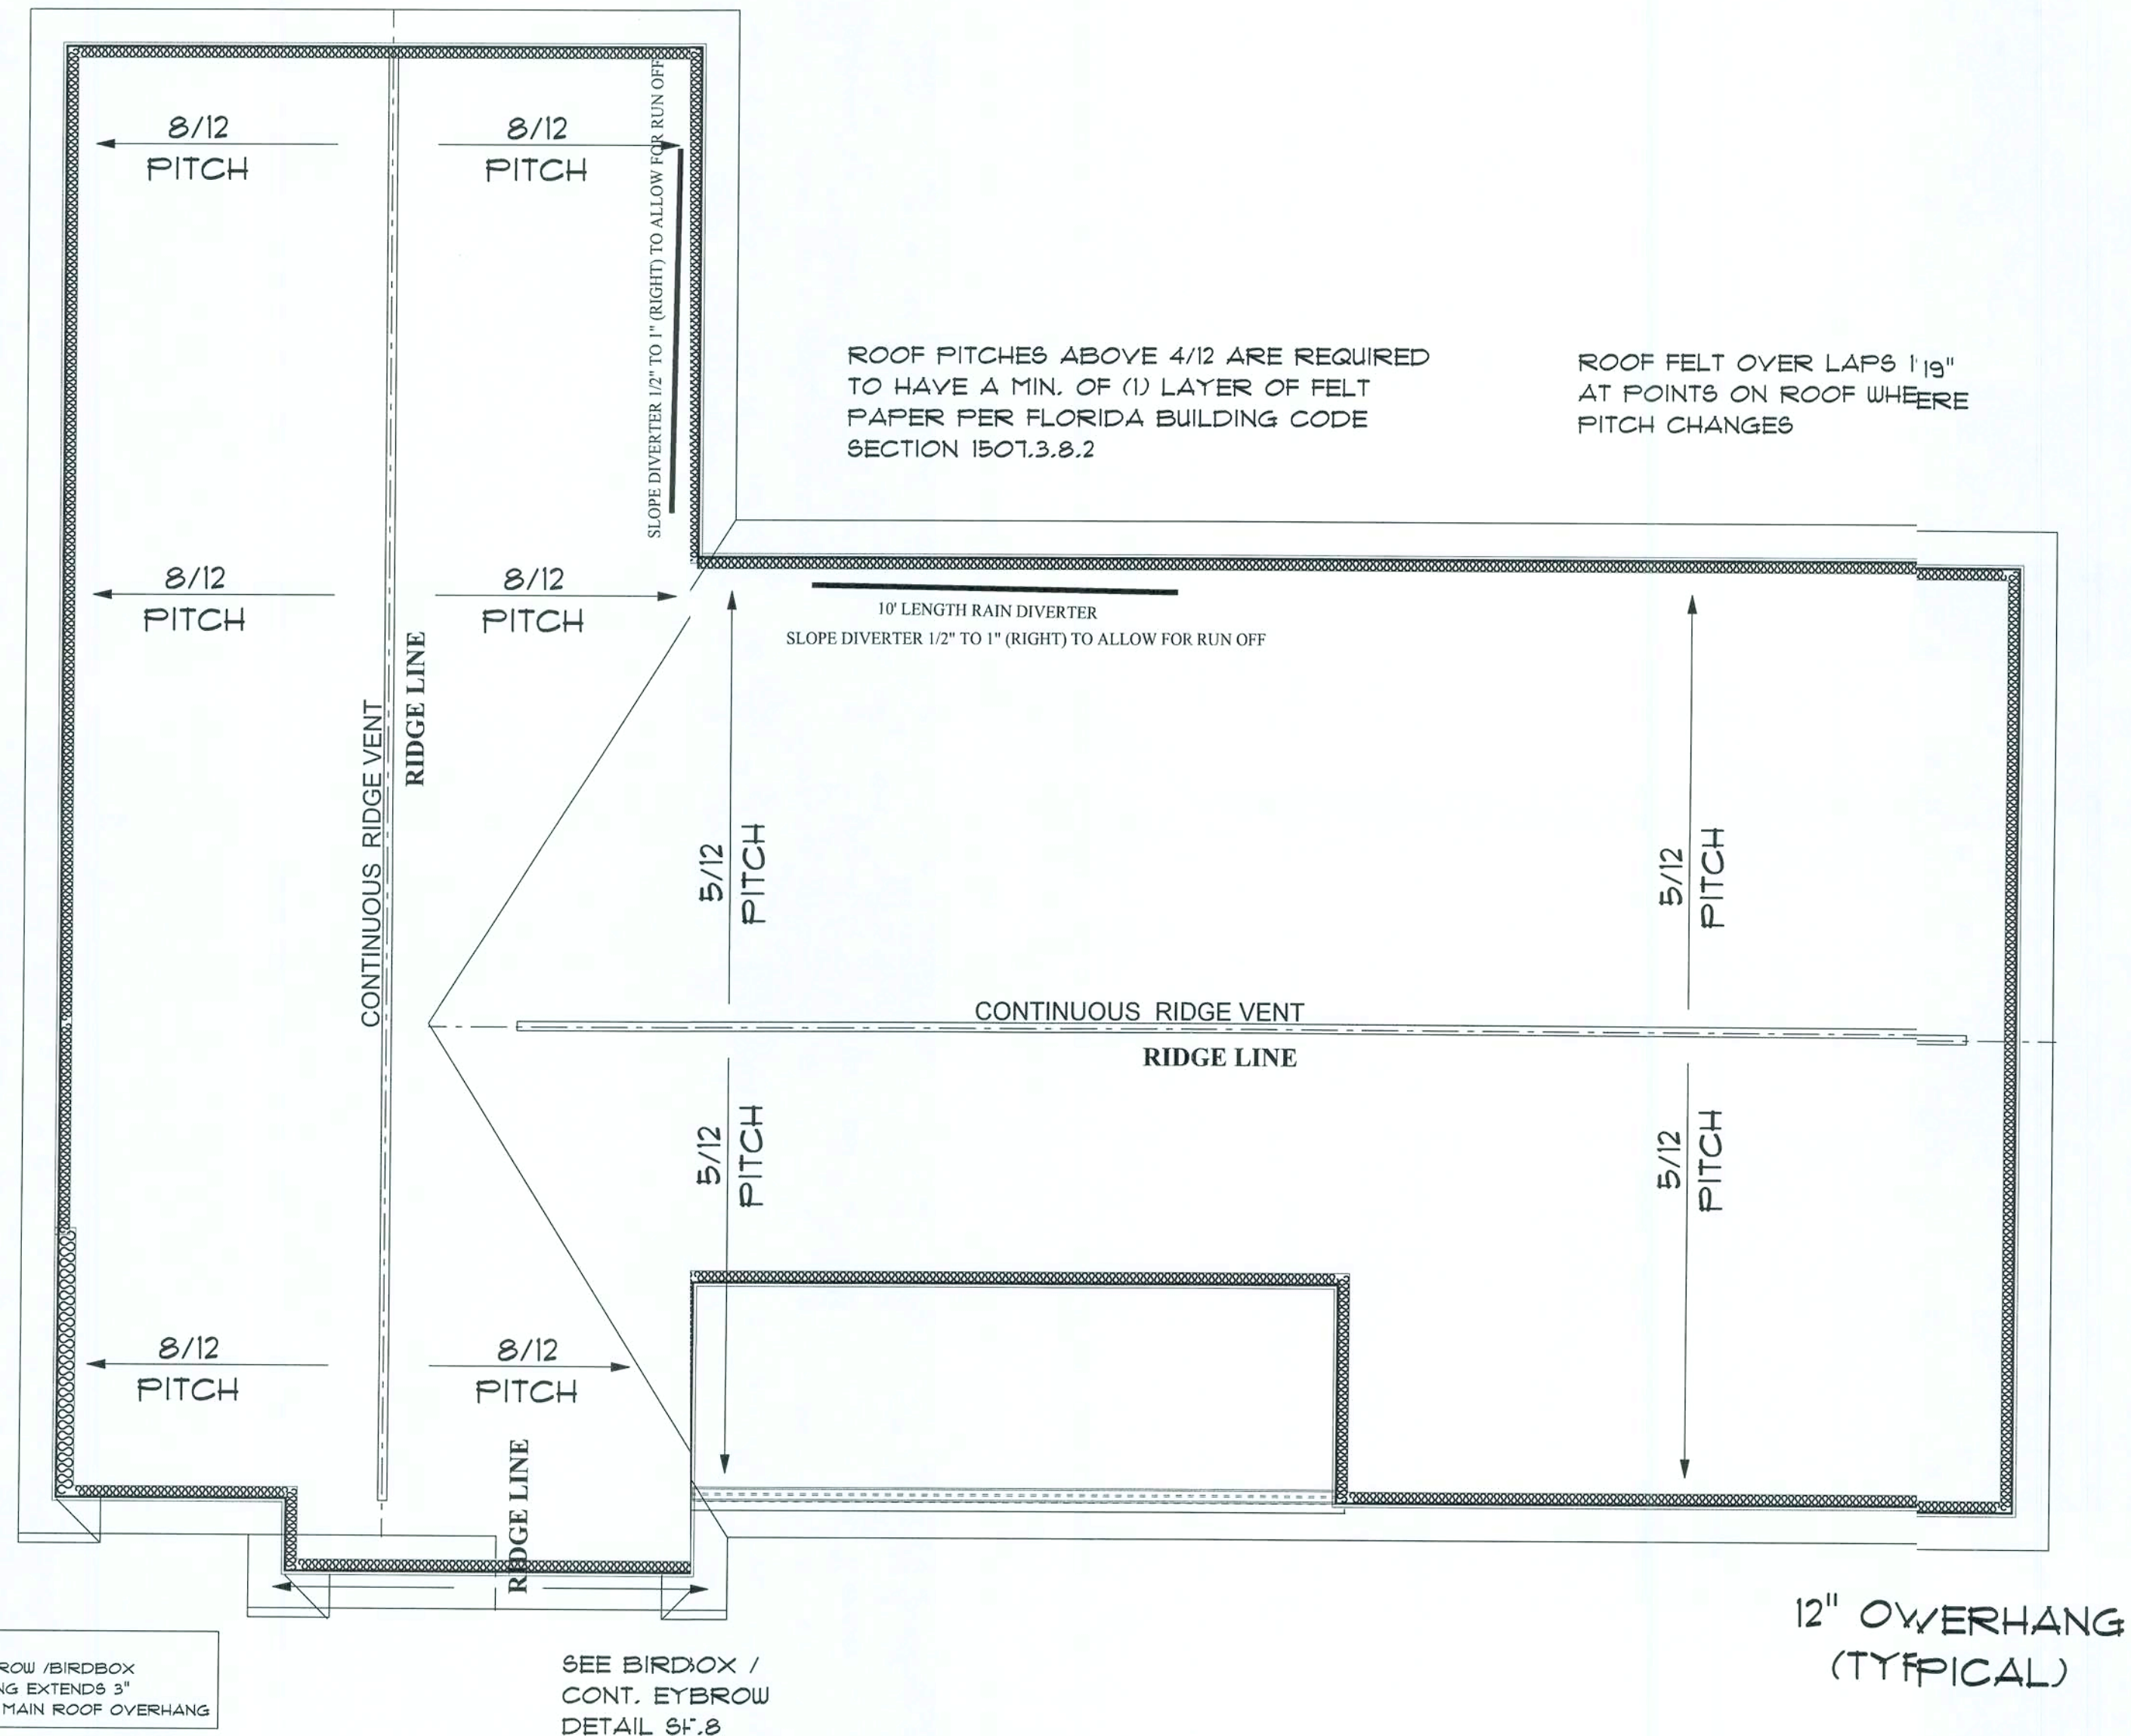 8/12
PITCH
8/12
PITCH
SLOPE DIVERTER 1/2" TO 1" (RIGHT) TO ALLOW FOR RUN OFF
ROOF PITCHES ABOVE 4/12 ARE REQUIRED
TO HAVE A MIN. OF (1) LAYER OF FELT
PAPER PER FLORIDA BUILDING CODE
SECTION 1507.3.8.2
ROOF FELT OVER LAPS 19"
AT POINTS ON ROOF WHEERE
PITCH CHANGES
8/12
PITCH
8/12
PITCH
10' LENGTH RAIN DIVERTER
SLOPE DIVERTER 1/2" TO 1" (RIGHT) TO ALLOW FOR RUN OFF
CONTINUOUS RIDGE VENT
RIDGE LINE
5/12
PITCH
5/12
PITCH
CONTINUOUS RIDGE VENT
RIDGE LINE
5/12
PITCH
5/12
PITCH
8/12
PITCH
8/12
PITCH
RIDGE LINE
ROW /BIRDBOX
NG EXTENDS 3"
MAIN ROOF OVERHANG
SEE BIRDOX /
CONT. EYBROW
DETAIL SF.8
12" OVERHANG
(TYPICAL)